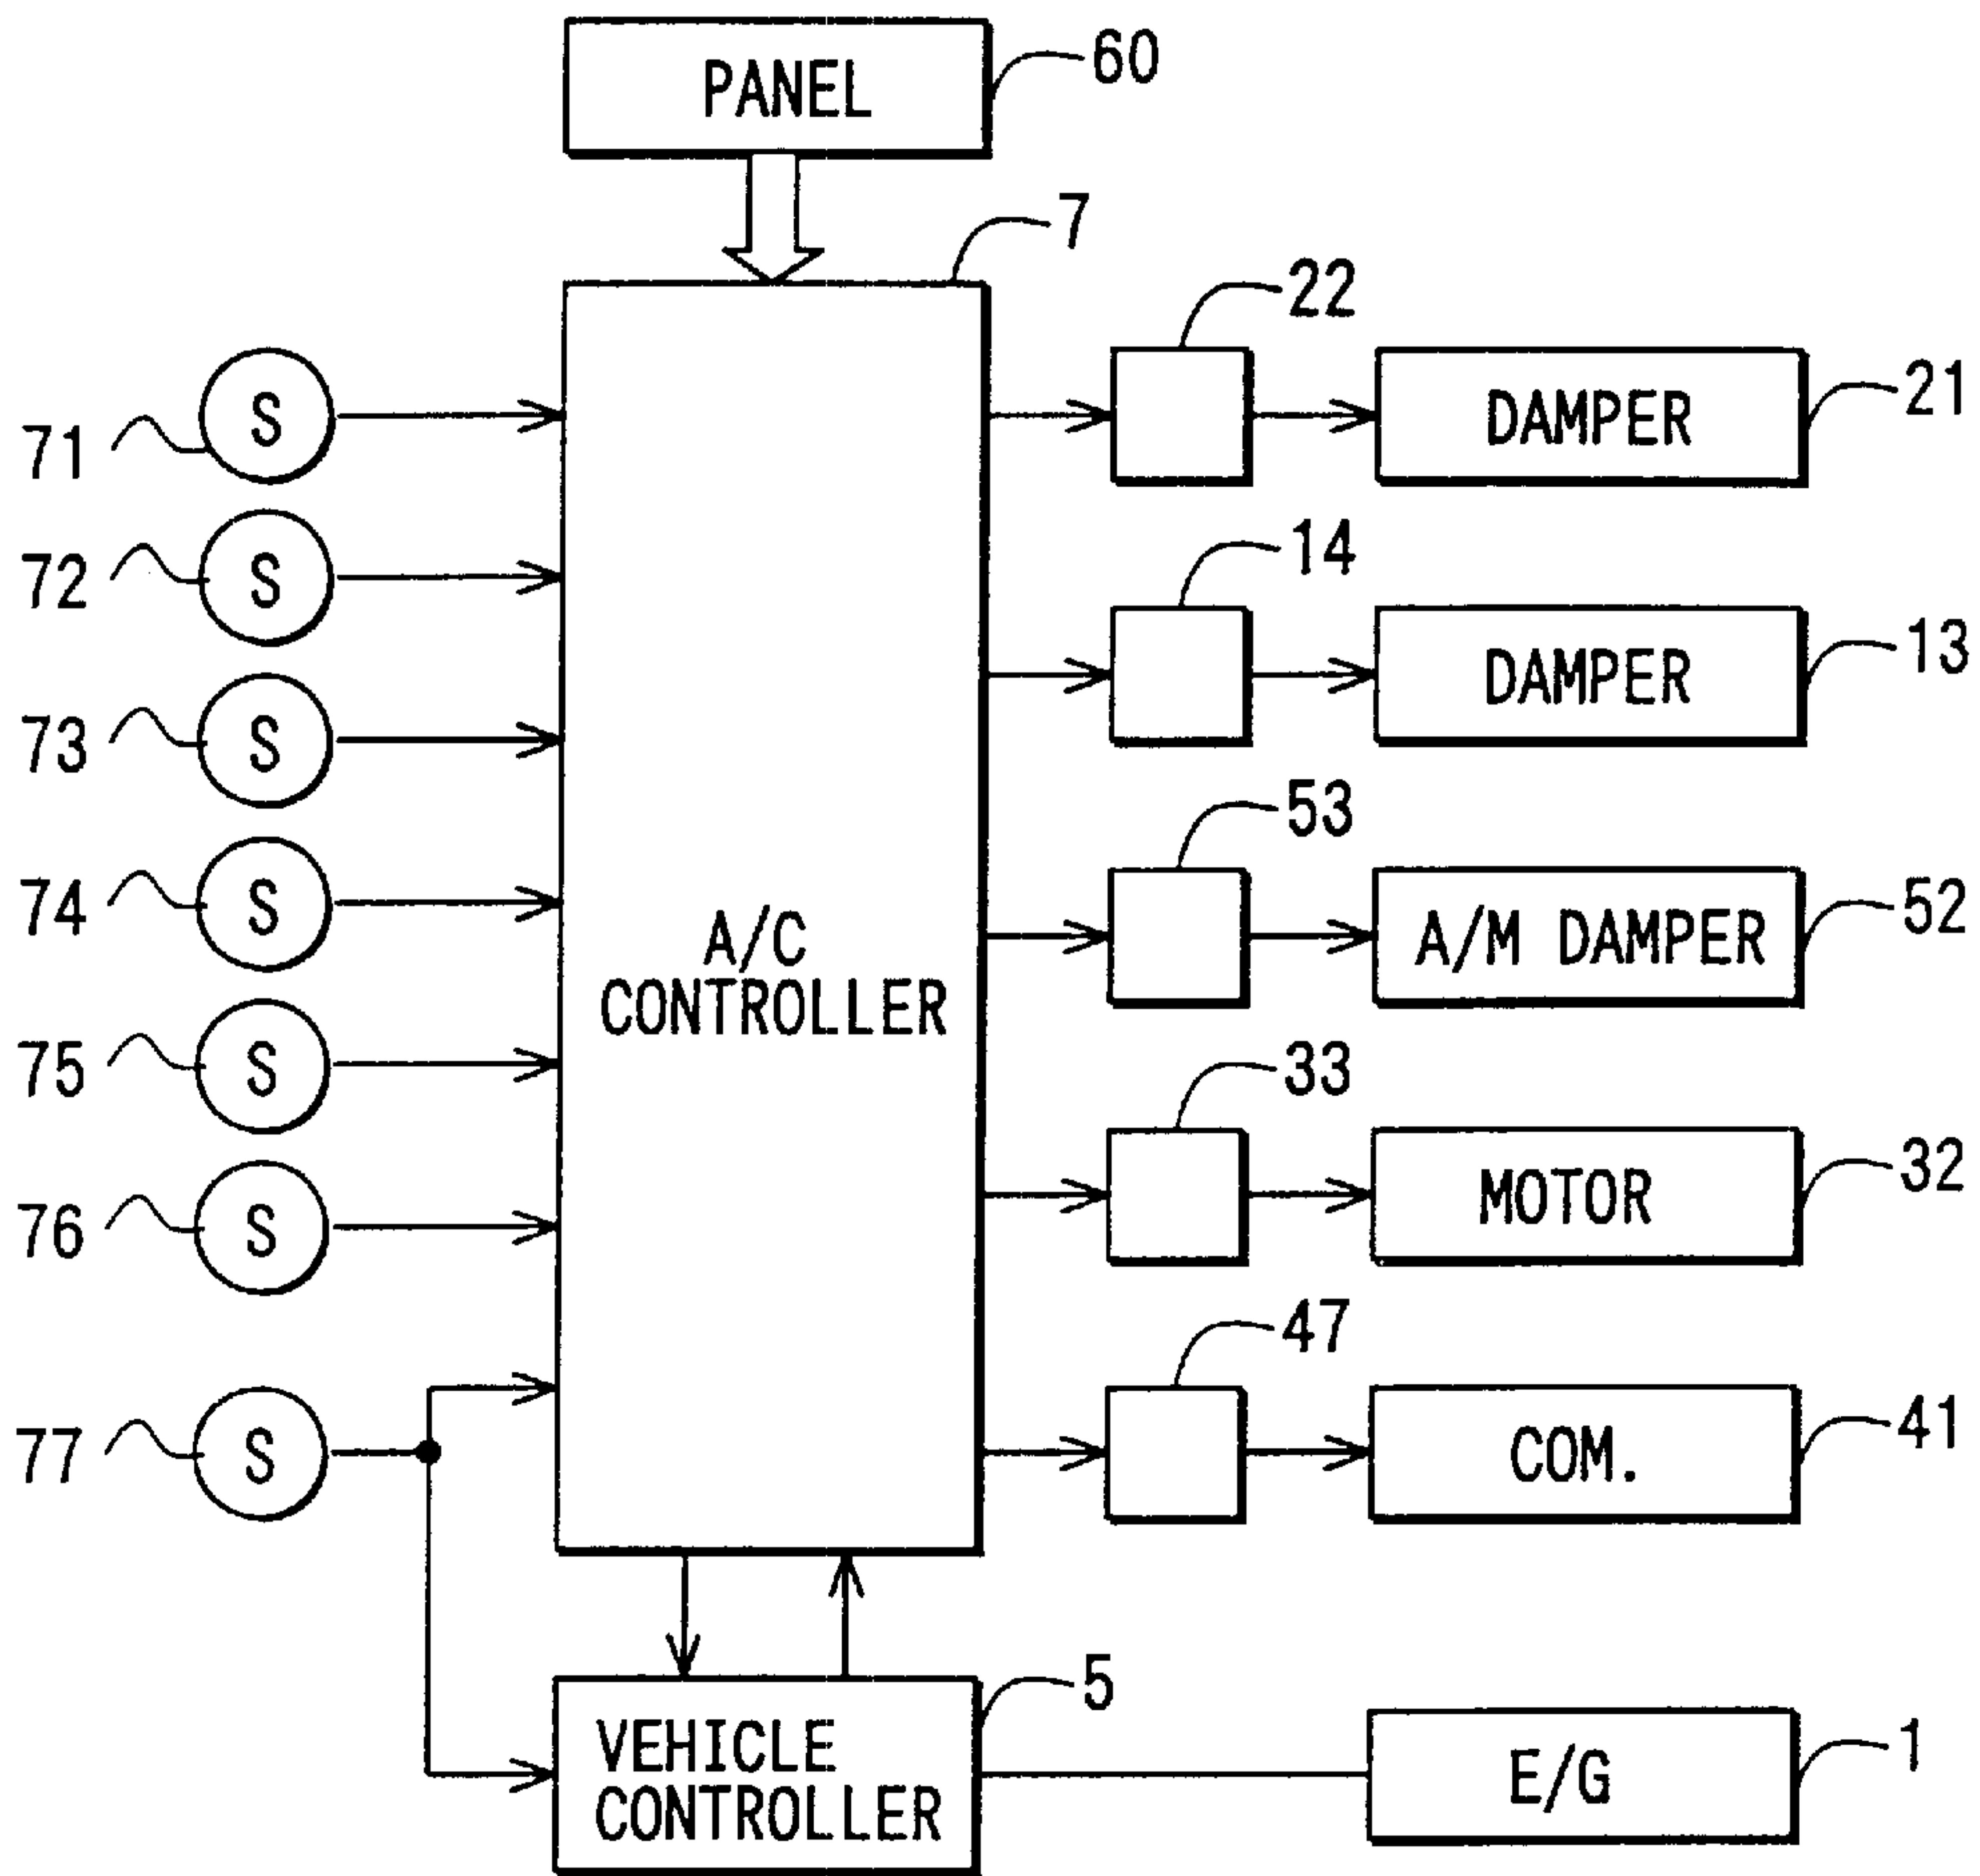 PANEL
60
7
22
71
S
DAMPER
21
72
S
14
DAMPER
13
73
S
53
74
S
A/C
CONTROLLER
A/M DAMPER
52
75
S
33
76
S
MOTOR
32
47
77
S
COM.
41
VEHICLE
CONTROLLER
5
E/G
1